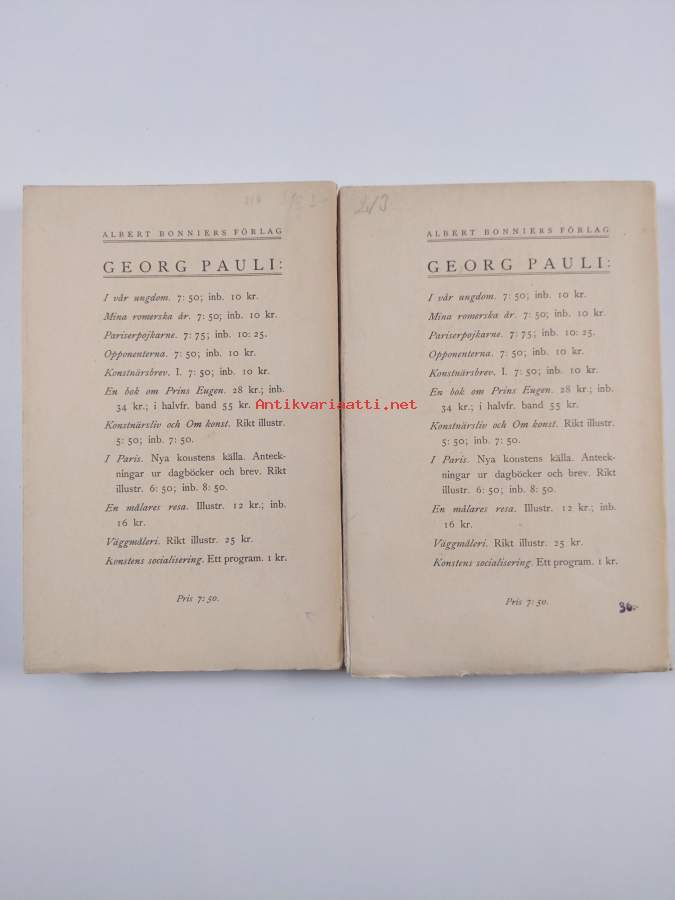 ALBERT BONNIERS FÖRLAG
GEORG PAULI:
I vår ungdom. 7: 50; inb. 10 kr.
Mina romerska år. 7: 50; inb. 10 kr.
Pariserpojkarne. 7: 75; inb. 10: 25.
Opponenterna. 7: 50; inb. 10 kr.
Konstnärsbrev. I. 7: 50; inb. 10 kr.
En bok om Prins Eugen. 28 kr.; inb.
34 kr.; i halvfr. band 55 kr.
Konstnärsliv och Om konst. Rikt illustr.
5: 50; inb. 7: 50.
I Paris. Nya konstens källa. Anteck-
ningar ur dagböcker och brev. Rikt
illustr. 6: 50; inb. 8: 50.
En målares resa. Illustr. 12 kr.; inb.
16 kr.
Väggmåleri. Rikt illustr. 25 kr.
Konstens socialisering. Ett program. 1 kr.
Pris 7: 50.
ALBERT BONNIERS FÖRLAG
GEORG PAULI:
I vår ungdom. 7: 50; inb. 10 kr.
Mina romerska år. 7: 50; inb. 10 kr.
Pariserpojkarne. 7: 75; inb. 10: 25.
Opponenterna. 7: 50; inb. 10 kr.
Konstnärsbrev. I. 7: 50; inb. 10 kr.
En bok om Prins Eugen. 28 kr.; inb.
34 kr.; i halvfr. band 55 kr.
Konstnärsliv och Om konst. Rikt illustr.
5: 50; inb. 7: 50.
I Paris. Nya konstens källa. Anteck-
ningar ur dagböcker och brev. Rikt
illustr. 6: 50; inb. 8: 50.
En målares resa. Illustr. 12 kr.; inb.
16 kr.
Väggmåleri. Rikt illustr. 25 kr.
Konstens socialisering. Ett program. 1 kr.
Pris 7: 50.
30.-
Antikvariaatti.net